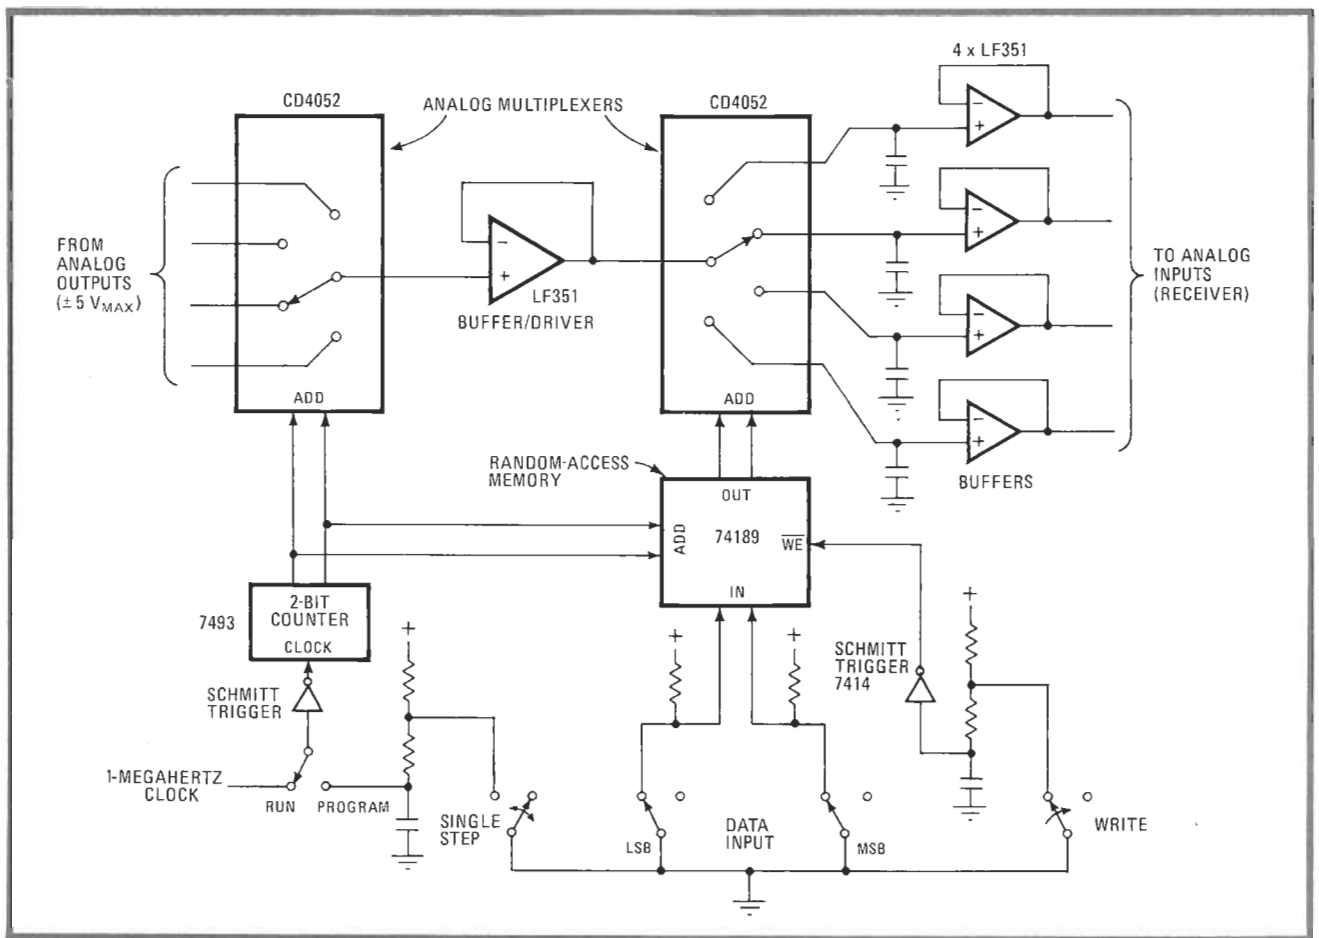 4 x LF351
CD4052
ANALOG MULTIPLEXERS
CD4052
−
+
−
+
FROM
ANALOG
OUTPUTS
(±5 VMAX)
−
+
LF351
BUFFER/DRIVER
TO ANALOG
INPUTS
(RECEIVER)
−
+
−
+
BUFFERS
ADD
ADD
RANDOM-ACCESS
MEMORY
OUT
ADD
74189
WE
IN
7493
2-BIT
COUNTER
CLOCK
+
+
+
+
SCHMITT
TRIGGER
SCHMITT
TRIGGER
7414
1-MEGAHERTZ
CLOCK
RUN
PROGRAM
SINGLE
STEP
LSB
DATA
INPUT
MSB
WRITE